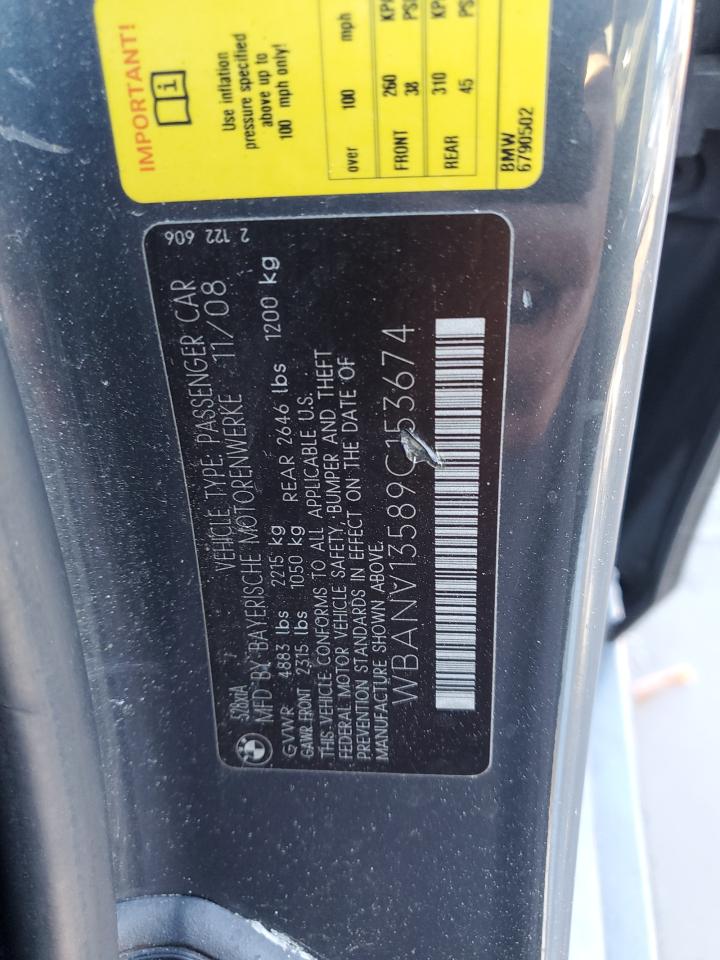 IMPORTANT!
Use inflation
pressure specified
above up to
100 mph only!
mph
over 100
FRONT 260 38
REAR 310 45
BMW
6790502
2 122 606
VEHICLE TYPE: PASSENGER CAR
MFD BY BAYERISCHE MOTORENWERKE 11/08
GVWR 4883 lbs 2215 kg
GAWR FRONT 2315 lbs 1050 kg REAR 2646 lbs 1200 kg
THIS VEHICLE CONFORMS TO ALL APPLICABLE U.S.
FEDERAL MOTOR VEHICLE SAFETY, BUMPER AND THEFT
PREVENTION STANDARDS IN EFFECT ON THE DATE OF
MANUFACTURE SHOWN ABOVE.
WBANV13589C153674